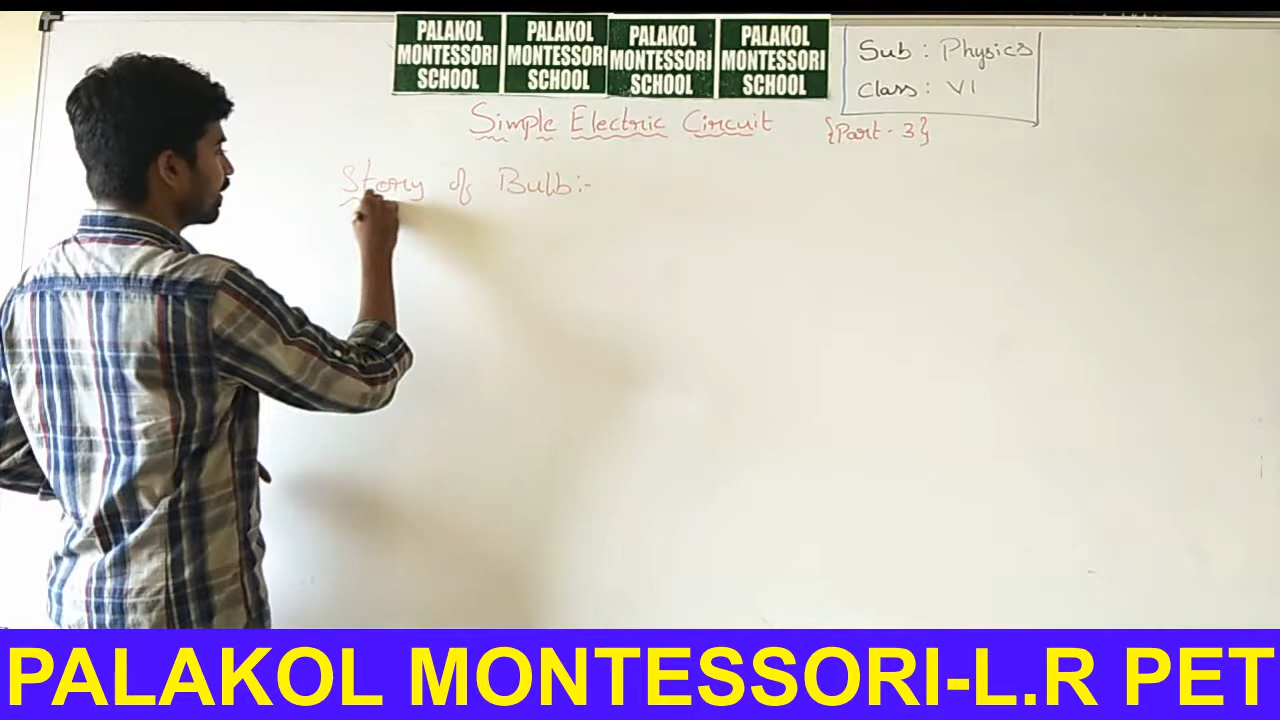 PALAKOL MONTESSORI SCHOOL
PALAKOL MONTESSORI SCHOOL
PALAKOL MONTESSORI SCHOOL
PALAKOL MONTESSORI SCHOOL
Sub : Physics
Class : VI
Simple Electric Circuit {Part - 3}
Story of Bulb:-
PALAKOL MONTESSORI-L.R PET